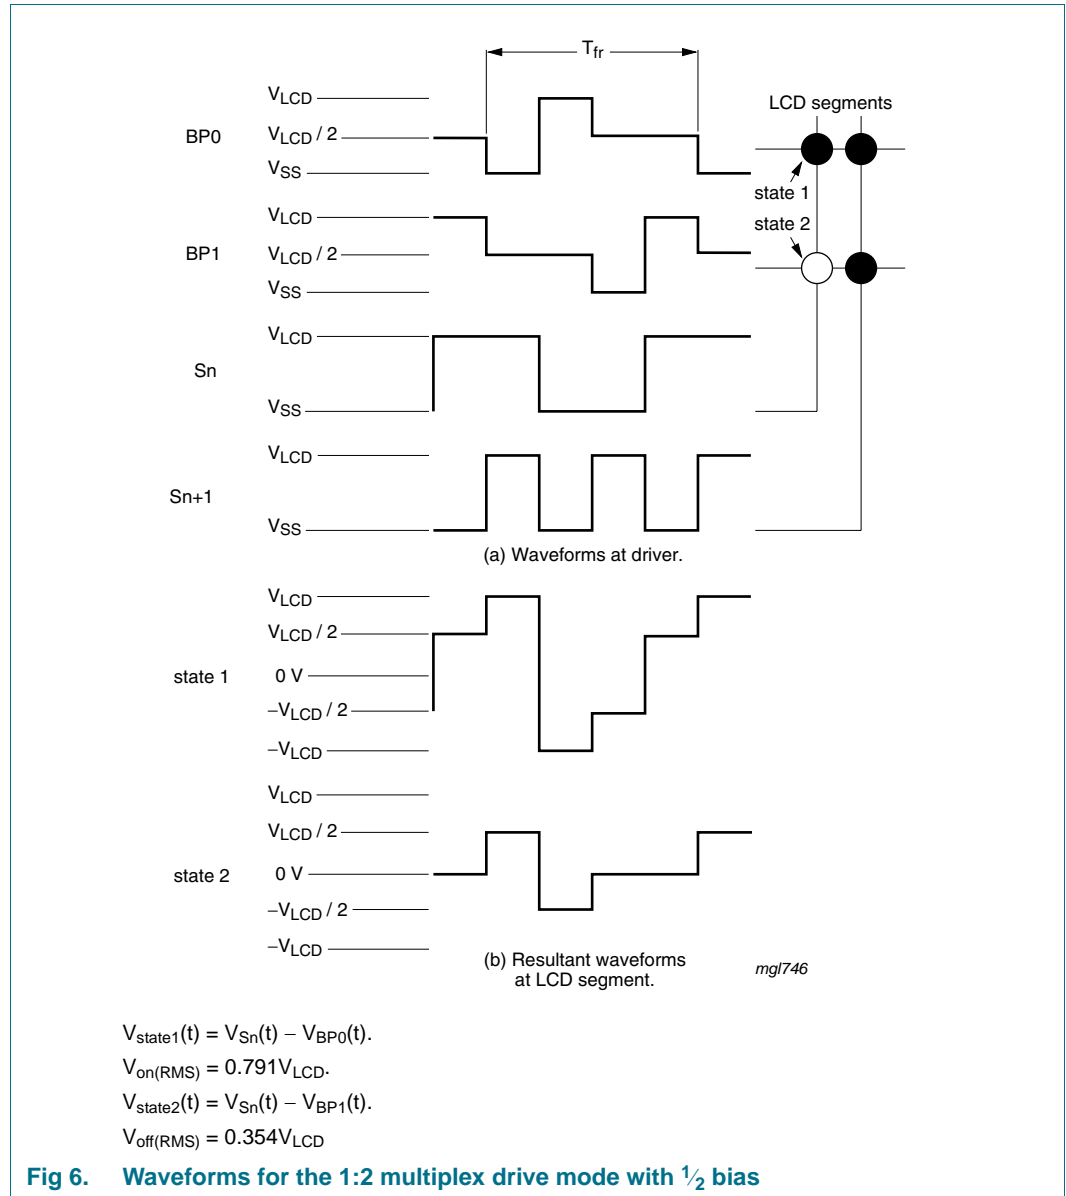 Tfr
VLCD
BP0
VLCD / 2
VSS
LCD segments
state 1
state 2
VLCD
BP1
VLCD / 2
VSS
VLCD
Sn
VSS
VLCD
Sn+1
VSS
(a) Waveforms at driver.
VLCD
VLCD / 2
state 1
0 V
−VLCD / 2
−VLCD
VLCD
VLCD / 2
state 2
0 V
−VLCD / 2
−VLCD
(b) Resultant waveforms
at LCD segment.
mgl746
Vstate1(t) = VSn(t) − VBP0(t).
Von(RMS) = 0.791VLCD.
Vstate2(t) = VSn(t) − VBP1(t).
Voff(RMS) = 0.354VLCD
Fig 6. Waveforms for the 1:2 multiplex drive mode with 1⁄2 bias